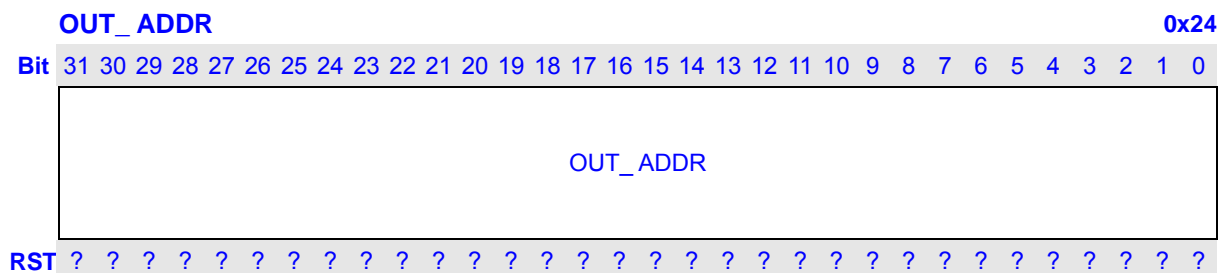 OUT_ ADDR 0x24
Bit 31 30 29 28 27 26 25 24 23 22 21 20 19 18 17 16 15 14 13 12 11 10 9 8 7 6 5 4 3 2 1 0
OUT_ ADDR
RST ? ? ? ? ? ? ? ? ? ? ? ? ? ? ? ? ? ? ? ? ? ? ? ? ? ? ? ? ? ? ? ?